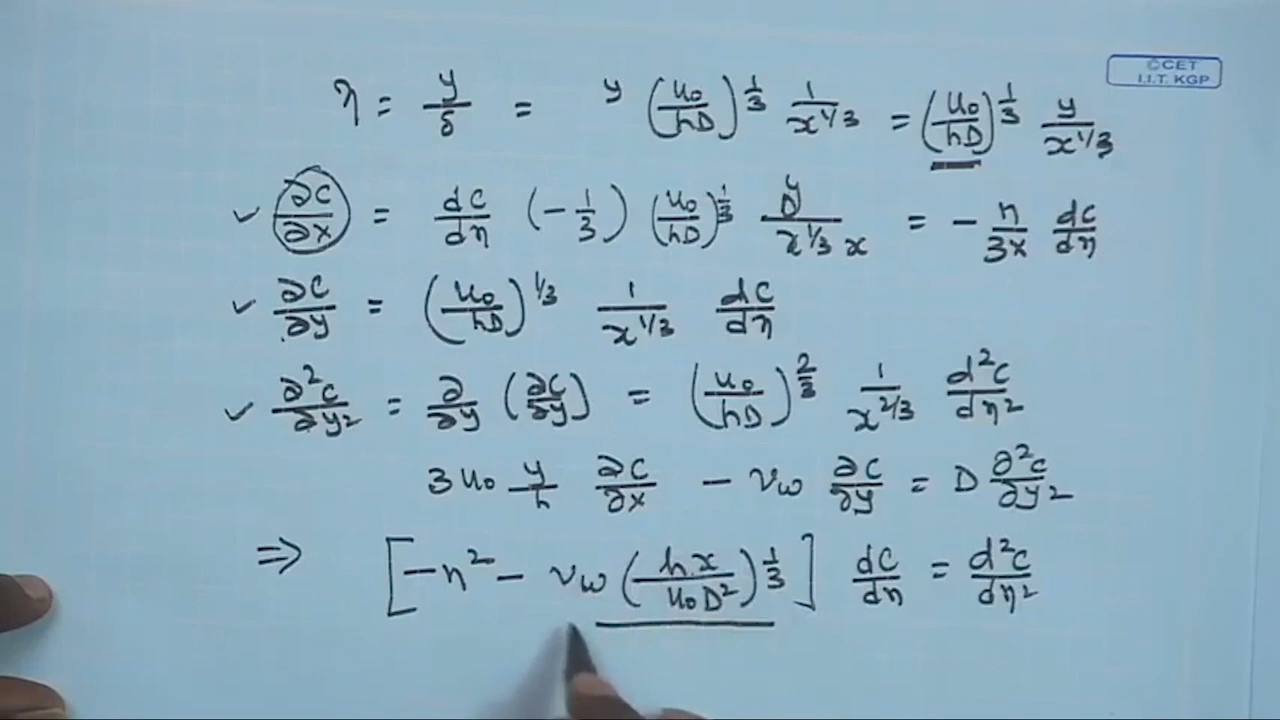 ©CET
I.I.T. KGP
η = y/δ = y (u₀/hD)^1/3 1/x^1/3 = (u₀/hD)^1/3 y/x^1/3
✓ ∂c/∂x = dc/dη (-1/3) (u₀/hD)^1/3 y/x^1/3 x = - η/3x dc/dη
✓ ∂c/∂y = (u₀/hD)^1/3 1/x^1/3 dc/dη
✓ ∂²c/∂y² = ∂/∂y (∂c/∂y) = (u₀/hD)^2/3 1/x^2/3 d²c/dη²
3u₀ y/h ∂c/∂x - v_w ∂c/∂y = D ∂²c/∂y²
⇒ [-η² - v_w (hx/u₀D²)^1/3] dc/dη = d²c/dη²